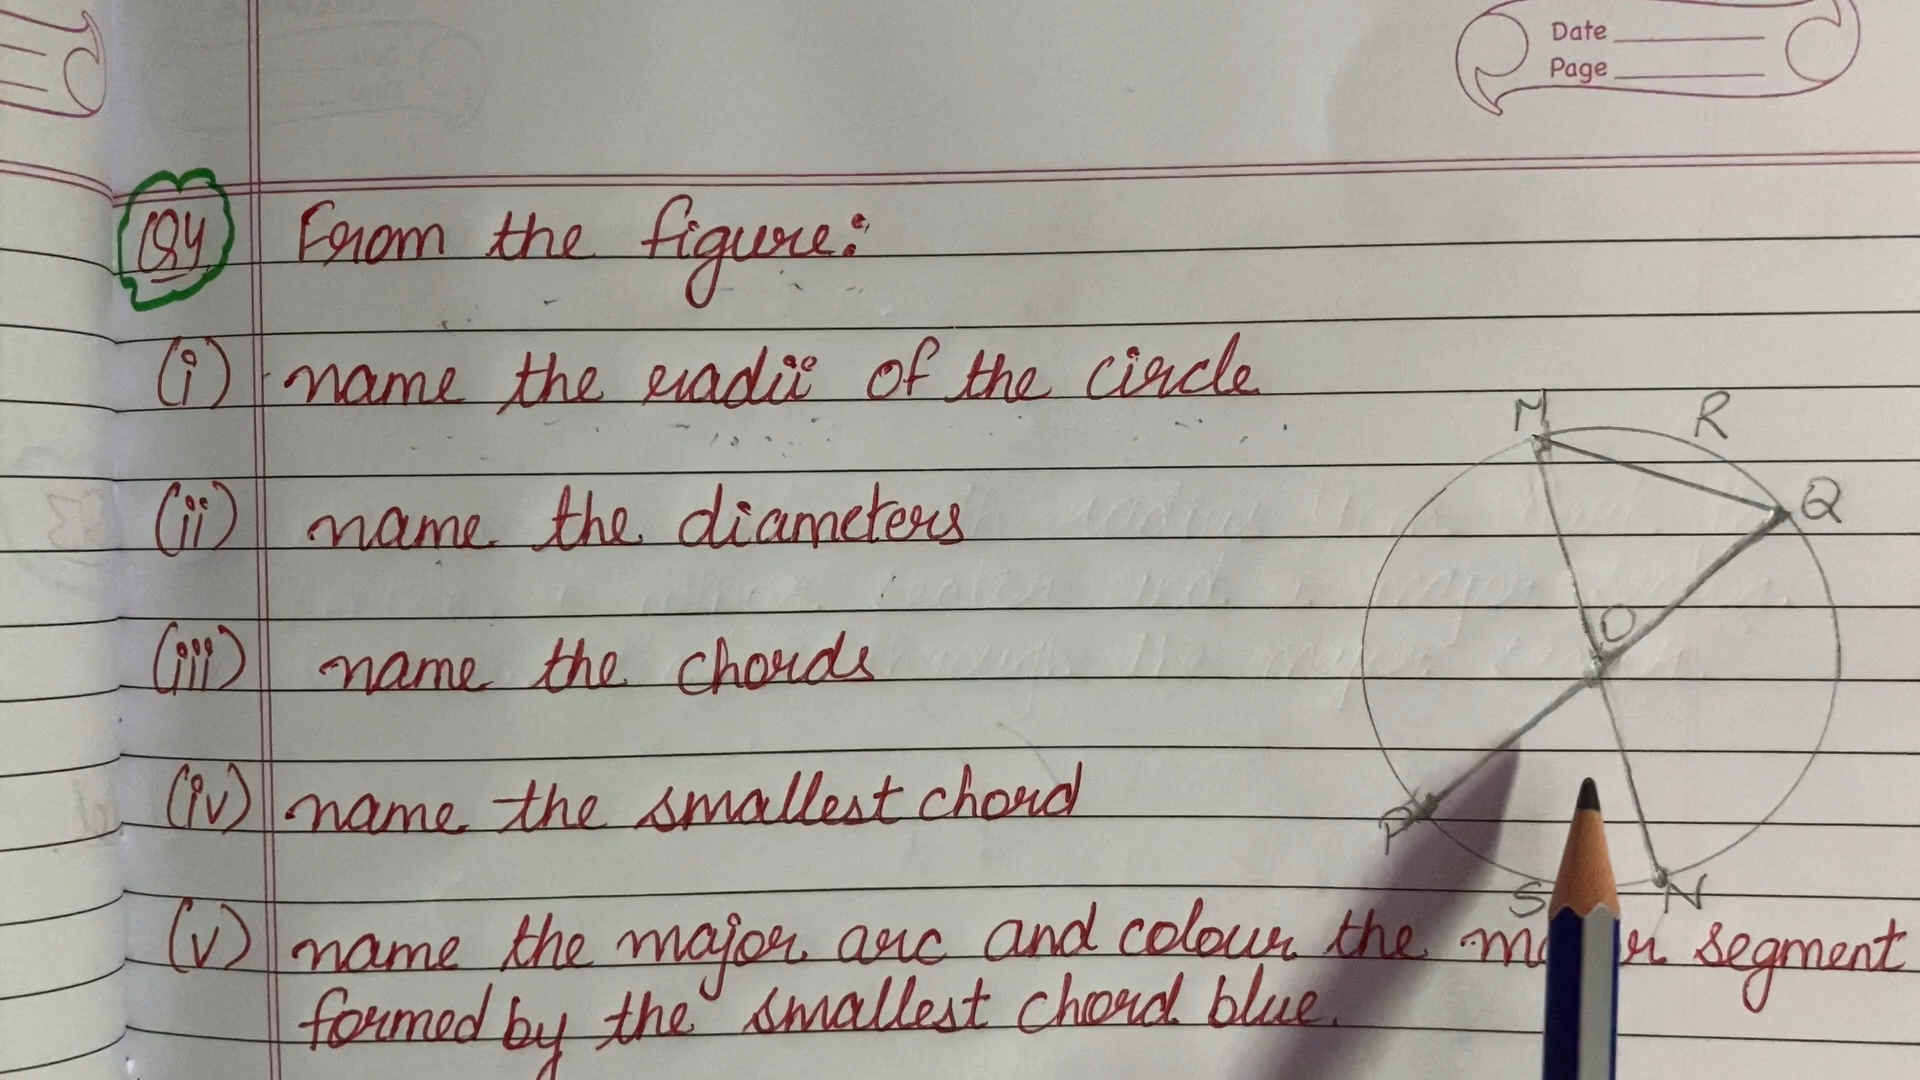 Date
Page
Q4 From the figure:
(i) name the radii of the circle
(ii) name the diameters
(iii) name the chords
(iv) name the smallest chord
(v) name the major arc and colour the segment
formed by the smallest chord blue.
M R
Q
O
P
S N